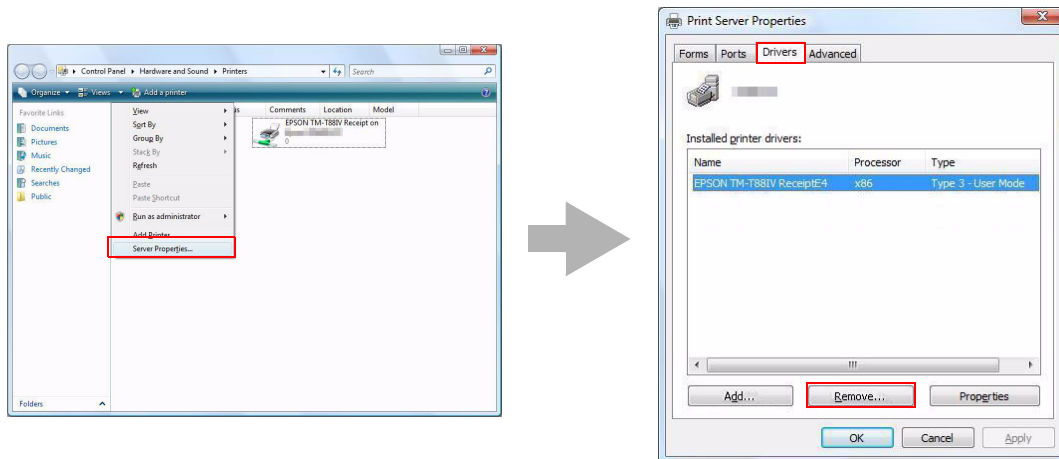 Control Panel ▸ Hardware and Sound ▸ Printers
Search
Organize Views Add a printer
Favorite Links
Documents
Pictures
Music
Recently Changed
Searches
Public
Folders
View
Sort By
Group By
Stack By
Refresh
Paste
Paste Shortcut
Run as administrator
Add Printer
Server Properties...
Comments Location Model
EPSON TM-T88IV Receipt on
0
Print Server Properties
Forms Ports Drivers Advanced
Installed printer drivers:
Name Processor Type
EPSON TM-T88IV ReceiptE4 x86 Type 3 - User Mode
Add... Remove... Properties
OK Cancel Apply